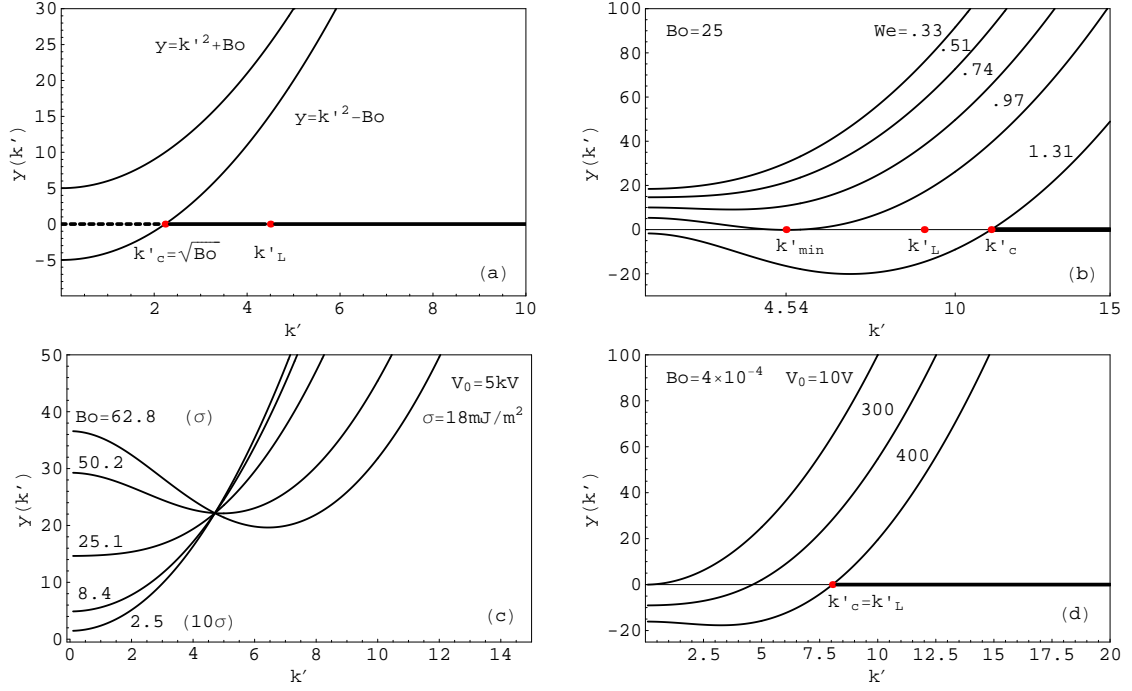 30
25
20
15
10
5
0
-5
y(k′)
y=k'²+Bo
y=k'²-Bo
k'c=√Bo
k'L
(a)
2
4
6
8
10
k′
100
80
60
40
20
0
-20
y(k′)
Bo=25
We=.33
.51
.74
.97
1.31
k'min
k'L
k'c
(b)
4.54
10
15
k′
50
40
30
20
10
0
y(k′)
V₀=5kV
Bo=62.8 (σ)
σ=18mJ/m²
50.2
25.1
8.4
2.5 (10σ)
(c)
0
2
4
6
8
10
12
14
k′
100
80
60
40
20
0
-20
y(k′)
Bo=4×10⁻⁴ V₀=10V
300
400
k'c=k'L
(d)
2.5
5
7.5
10
12.5
15
17.5
20
k′